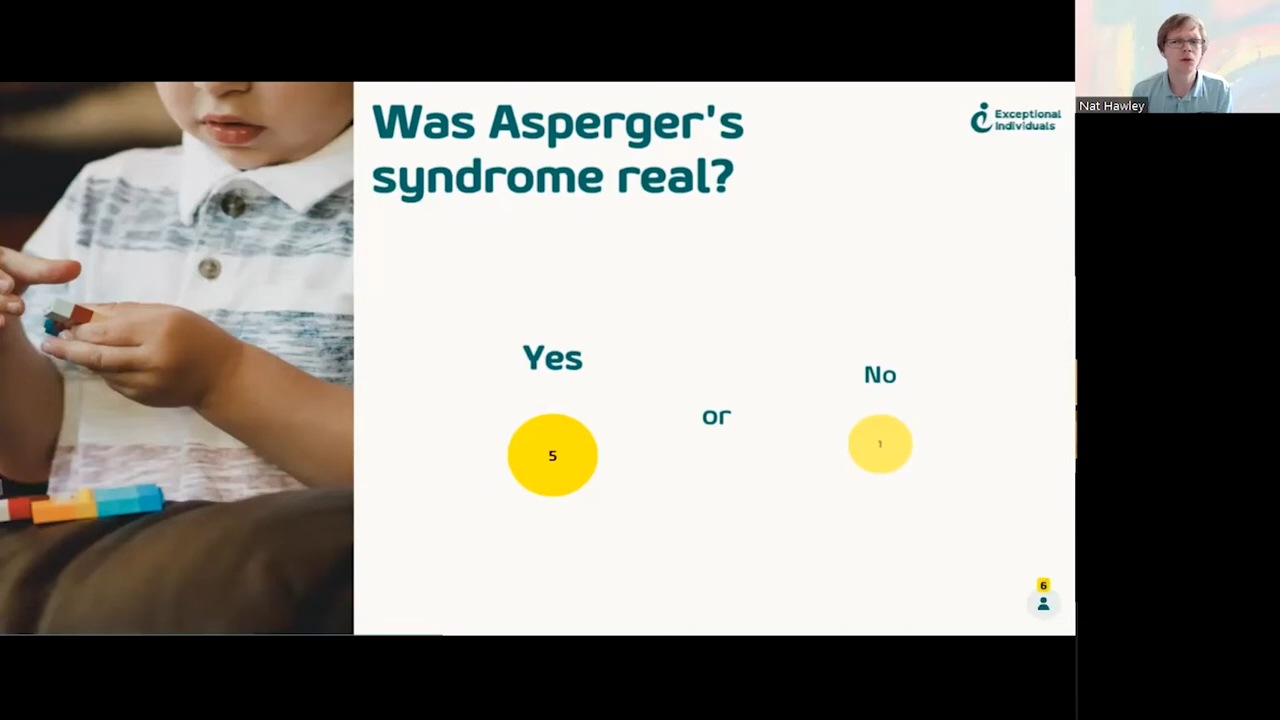 Was Asperger's
syndrome real?
Exceptional
Individuals
Nat Hawley
Yes
No
or
5
1
6